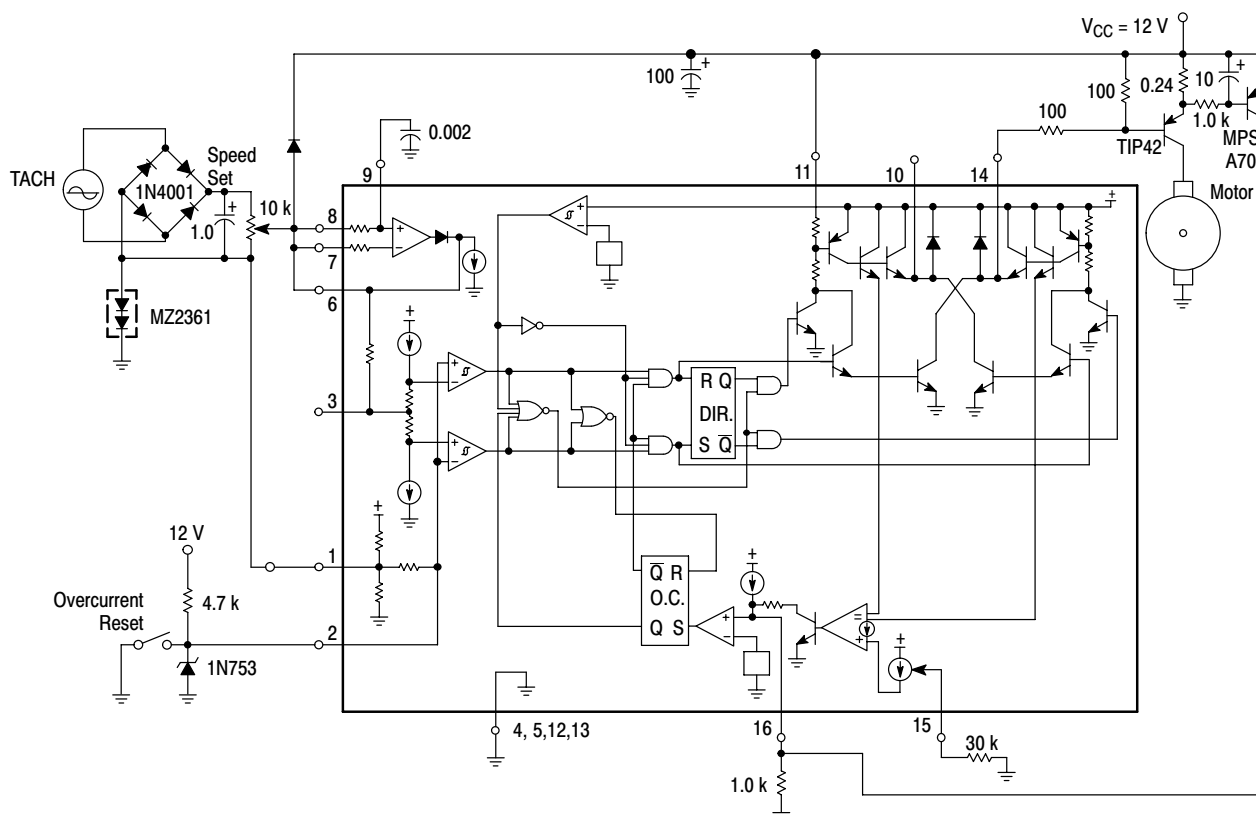 VCC = 12 V
100
+
100
0.24
10
+
100
1.0 k
TIP42
MPS
A70
Motor
0.002
TACH
1N4001
Speed
Set
+
1.0
10 k
9
11
10
14
8
7
6
+
–
MZ2361
+
–
+
+
+
–
3
+
–
R Q
DIR.
S Q̅
1
+
12 V
4.7 k
Overcurrent
Reset
2
1N753
Q̅ R
O.C.
Q S
+
+
–
=
+
+
4, 5,12,13
16
15
1.0 k
30 k